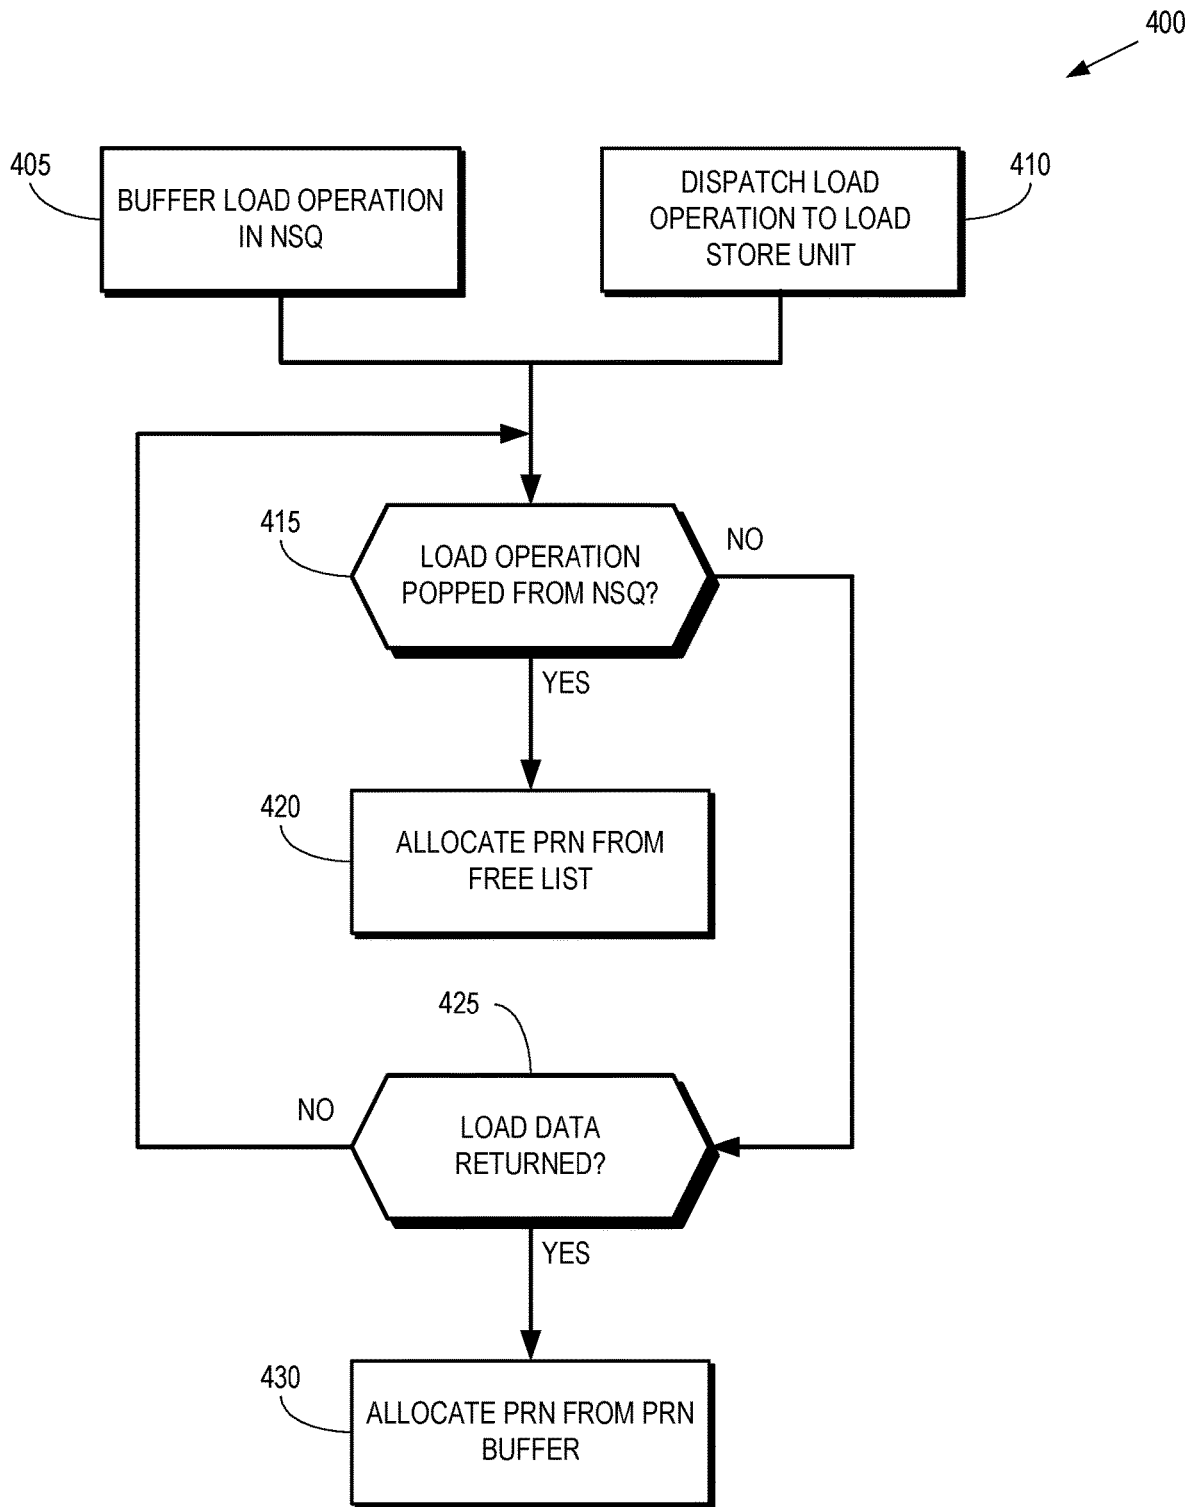 400
405
BUFFER LOAD OPERATION
IN NSQ
DISPATCH LOAD
OPERATION TO LOAD
STORE UNIT
410
415
LOAD OPERATION
POPPED FROM NSQ?
NO
YES
420
ALLOCATE PRN FROM
FREE LIST
425
NO
LOAD DATA
RETURNED?
YES
430
ALLOCATE PRN FROM PRN
BUFFER